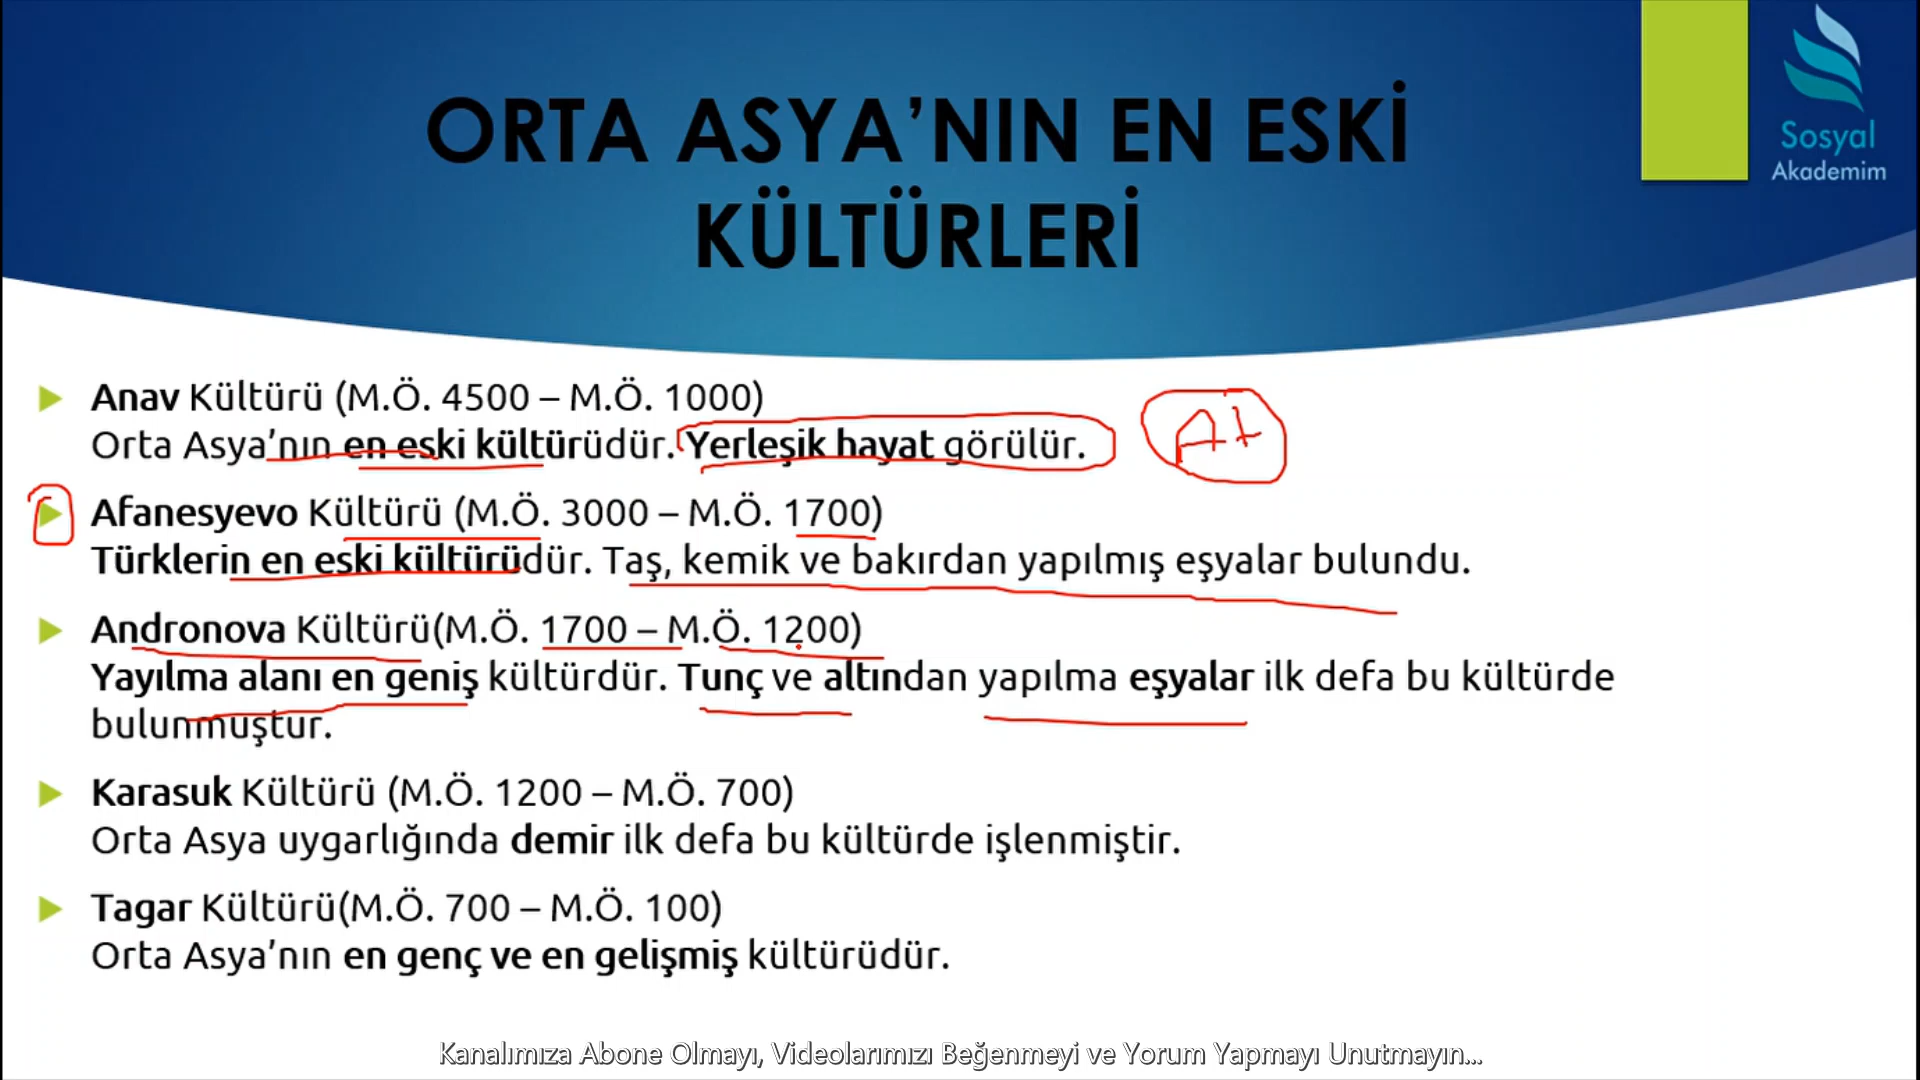 Sosyal
Akademim
ORTA ASYA’NIN EN ESKİ
KÜLTÜRLERİ
Anav Kültürü (M.Ö. 4500 – M.Ö. 1000)
Orta Asya’nın en eski kültürüdür. Yerleşik hayat görülür.
At
Afanesyevo Kültürü (M.Ö. 3000 – M.Ö. 1700)
Türklerin en eski kültürüdür. Taş, kemik ve bakırdan yapılmış eşyalar bulundu.
Andronova Kültürü(M.Ö. 1700 – M.Ö. 1200)
Yayılma alanı en geniş kültürdür. Tunç ve altından yapılma eşyalar ilk defa bu kültürde
bulunmuştur.
Karasuk Kültürü (M.Ö. 1200 – M.Ö. 700)
Orta Asya uygarlığında demir ilk defa bu kültürde işlenmiştir.
Tagar Kültürü(M.Ö. 700 – M.Ö. 100)
Orta Asya’nın en genç ve en gelişmiş kültürüdür.
Kanalımıza Abone Olmayı, Videolarımızı Beğenmeyi ve Yorum Yapmayı Unutmayın...